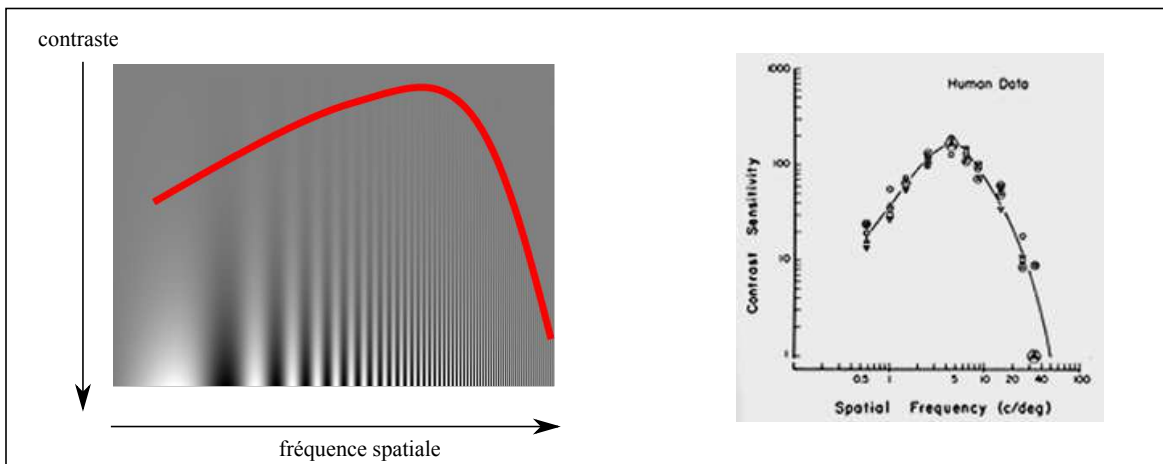 contraste
fréquence spatiale
Human Data
Contrast Sensitivity
1000
100
10
1
0.5 1 5 10 20 40 100
Spatial Frequency (c/deg)